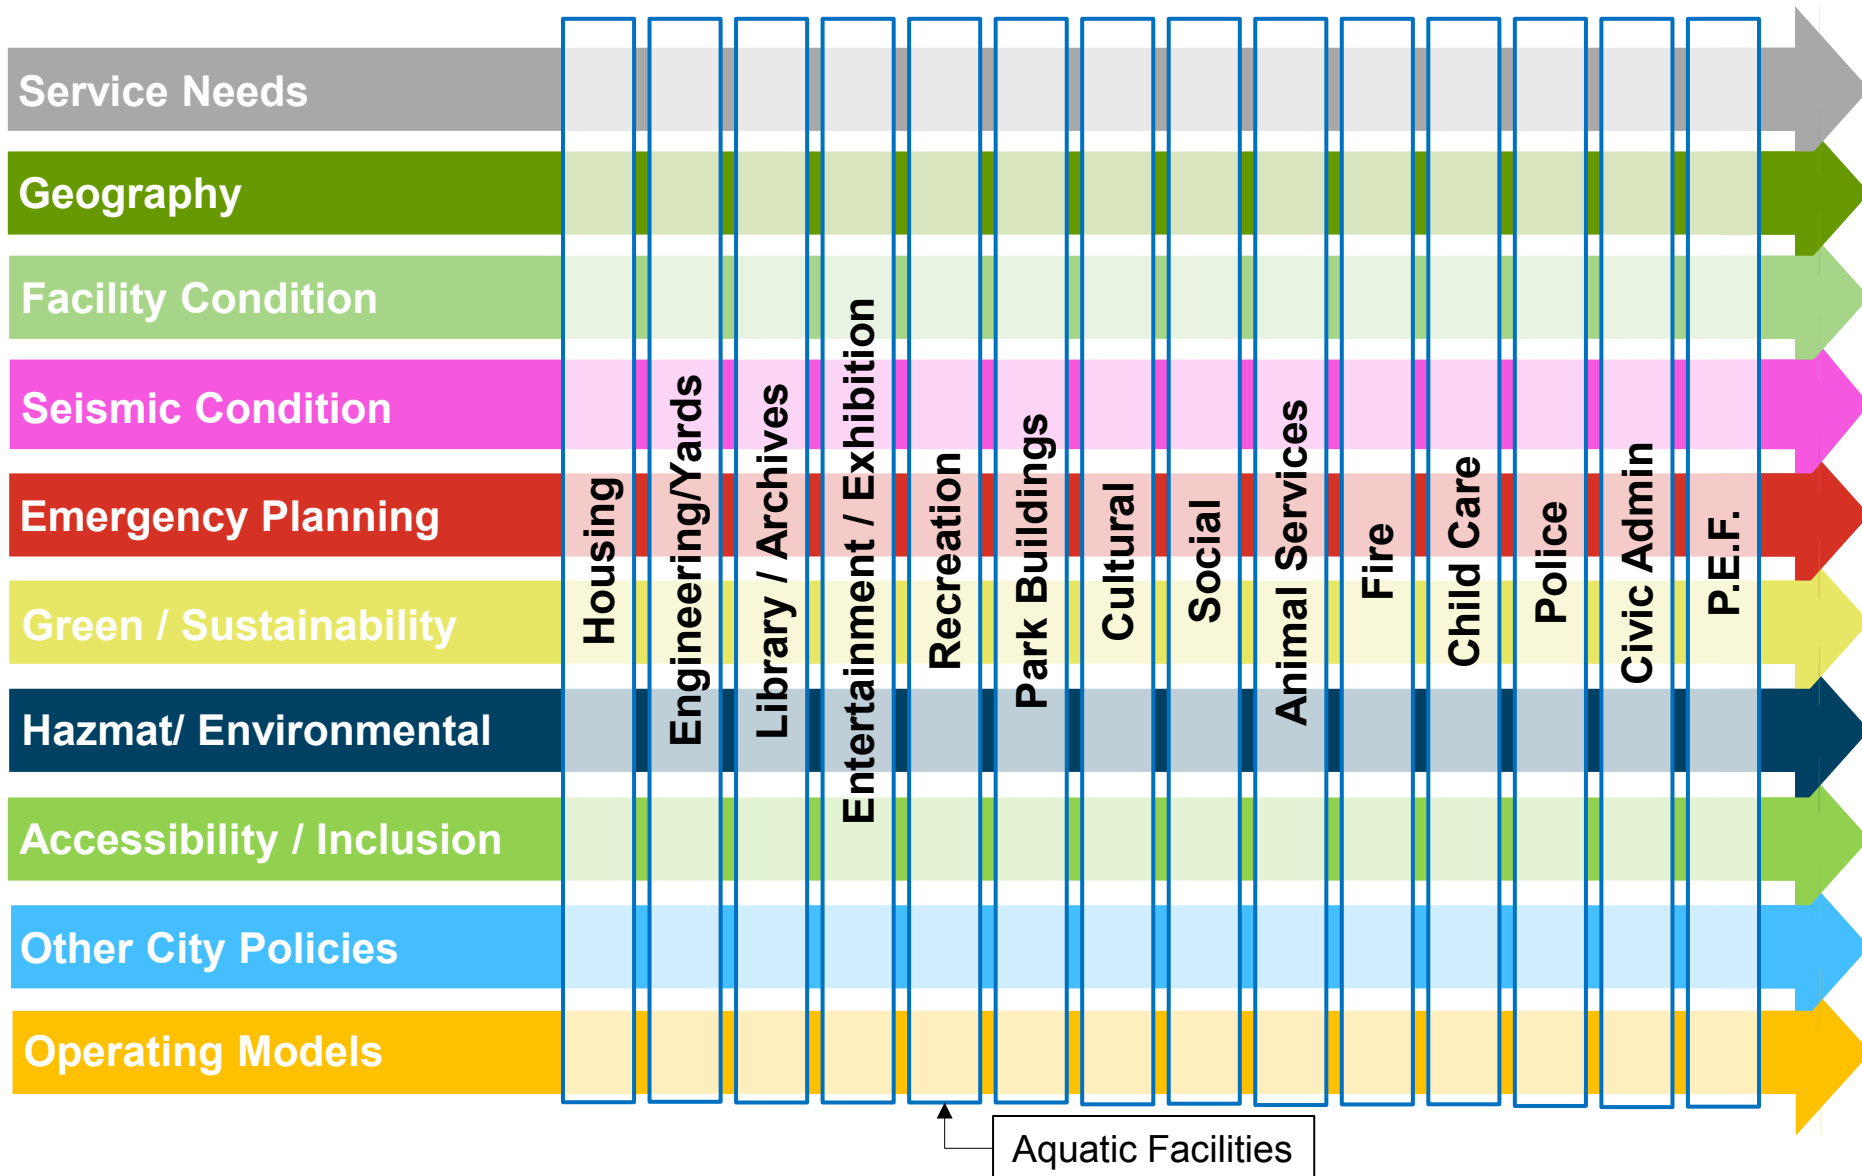 Service Needs
Geography
Facility Condition
Seismic Condition
Emergency Planning
Green / Sustainability
Hazmat/ Environmental
Accessibility / Inclusion
Other City Policies
Operating Models
Housing
Engineering/Yards
Library / Archives
Entertainment / Exhibition
Recreation
Park Buildings
Cultural
Social
Animal Services
Fire
Child Care
Police
Civic Admin
P.E.F.
Aquatic Facilities